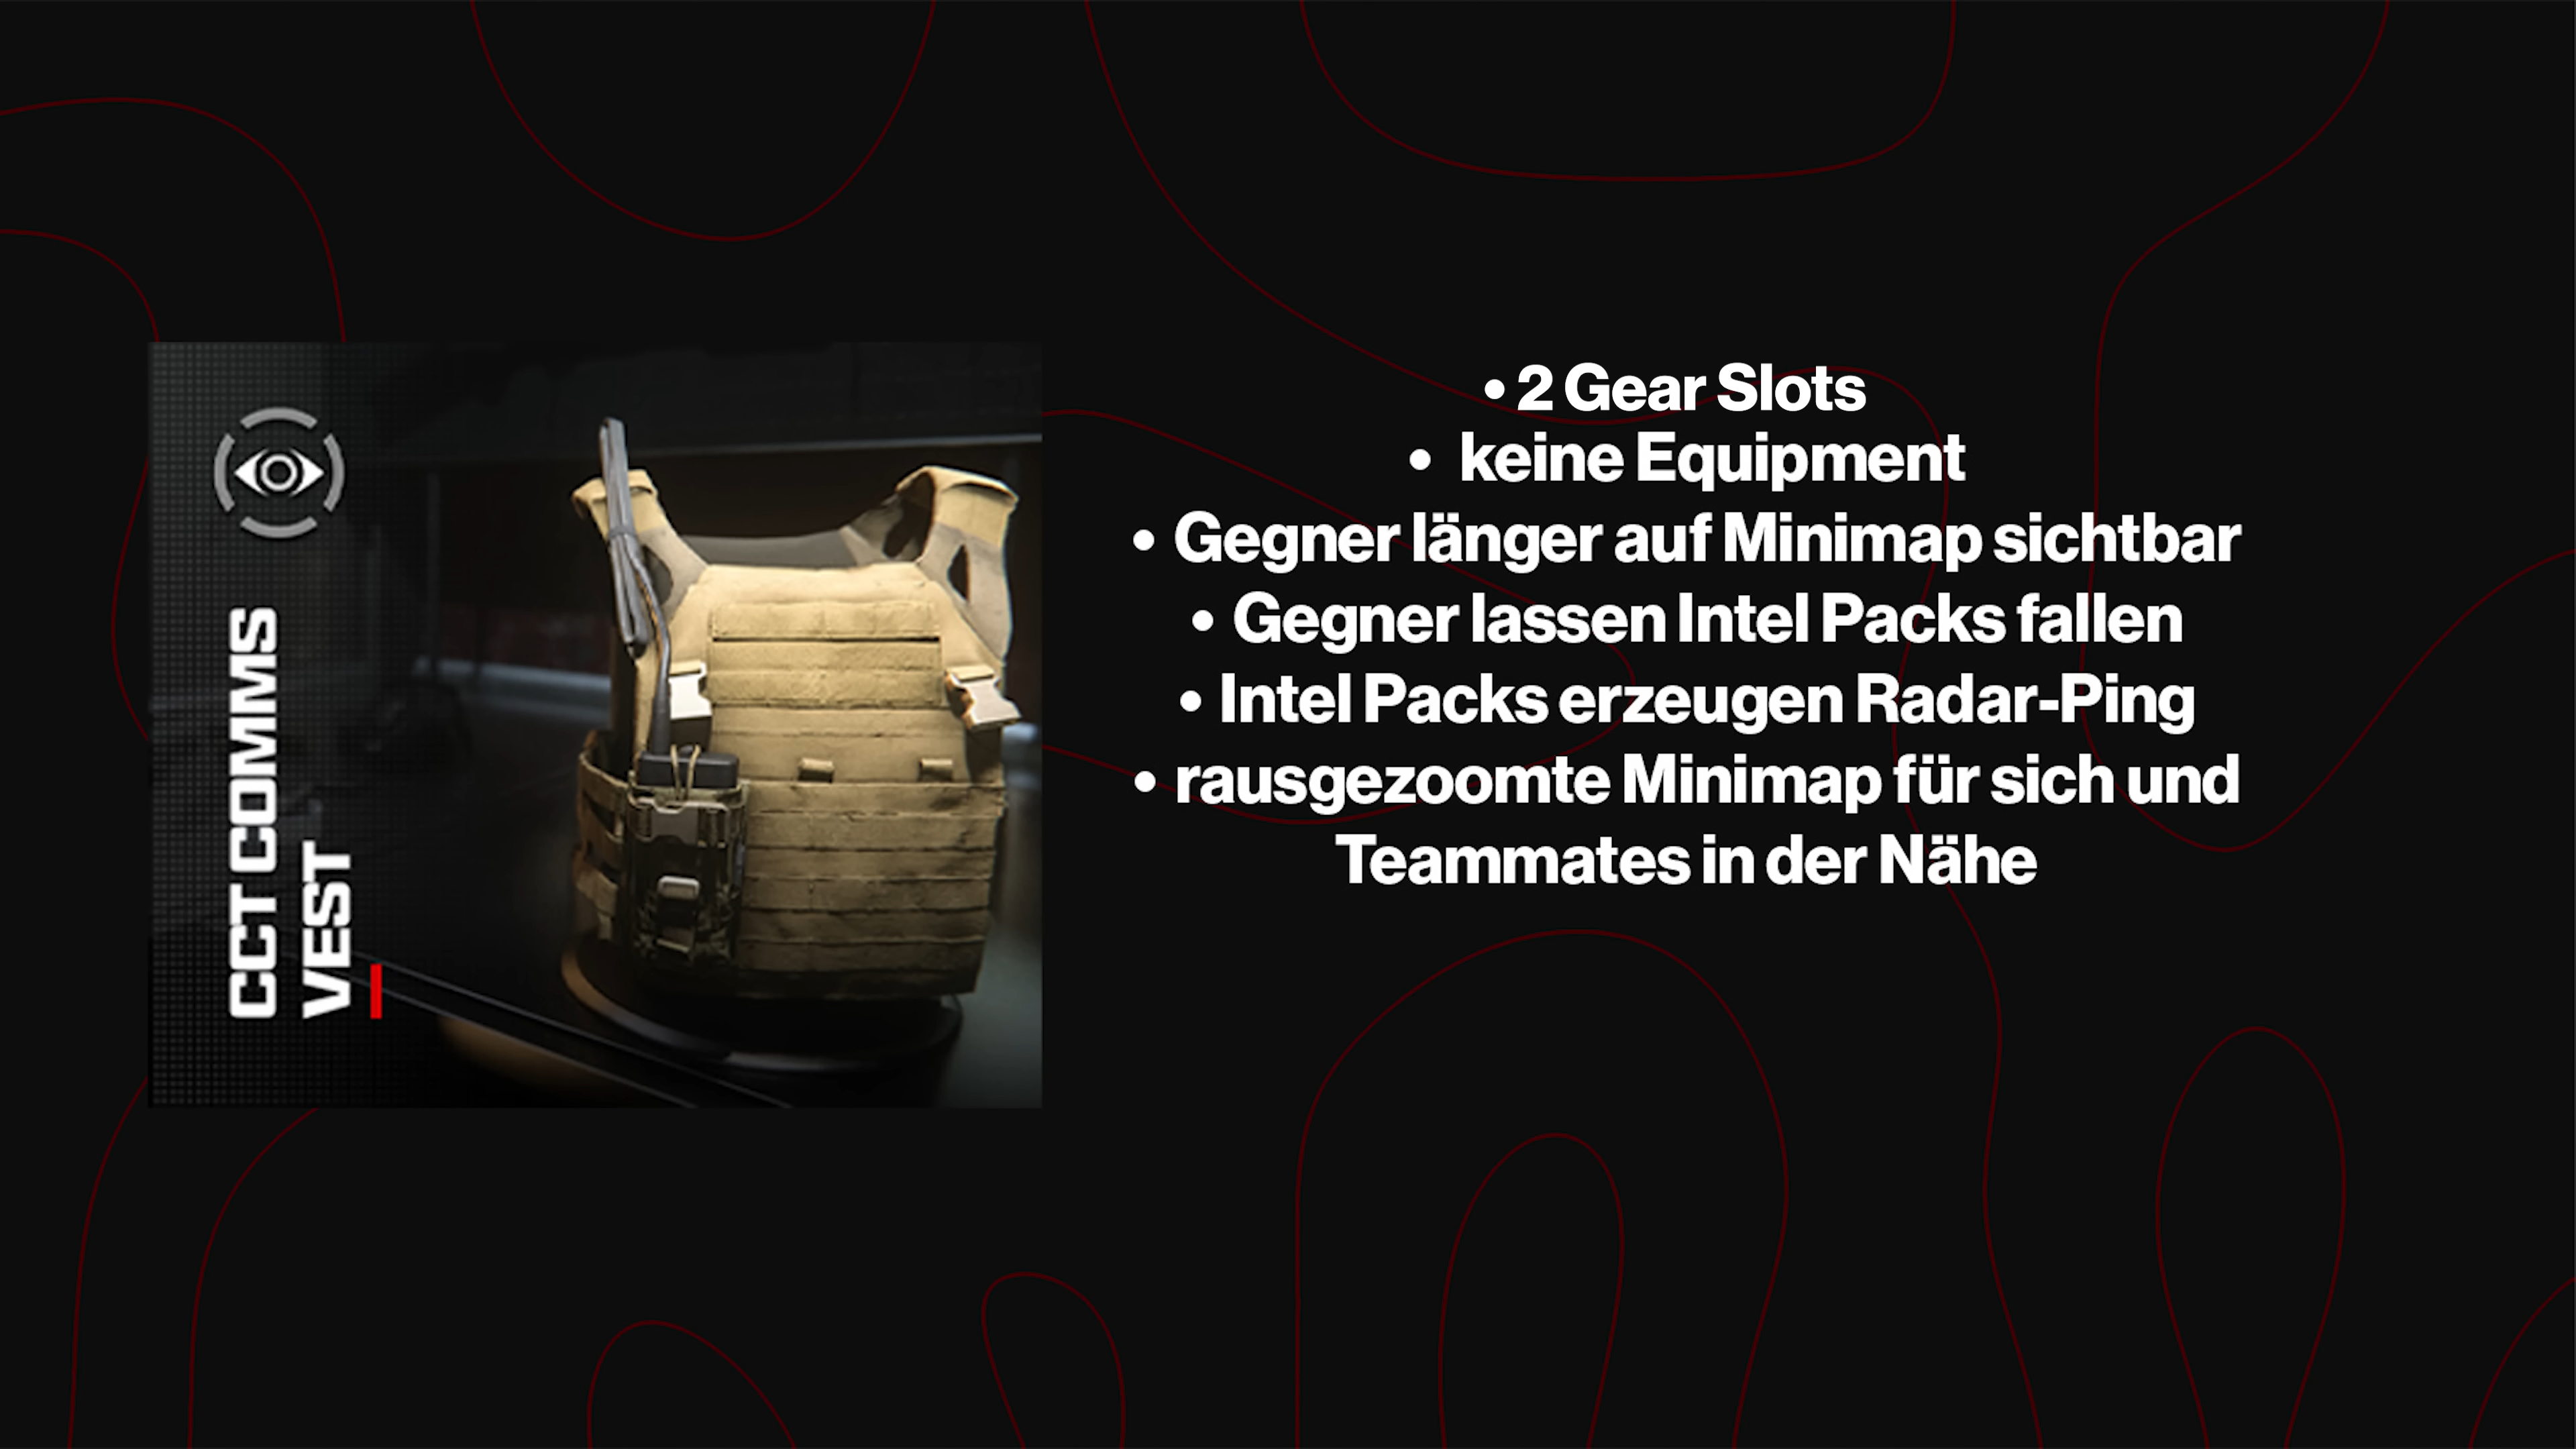 CCT COMMS
VEST
• 2 Gear Slots
• keine Equipment
• Gegner länger auf Minimap sichtbar
• Gegner lassen Intel Packs fallen
• Intel Packs erzeugen Radar-Ping
• rausgezoomte Minimap für sich und
Teammates in der Nähe